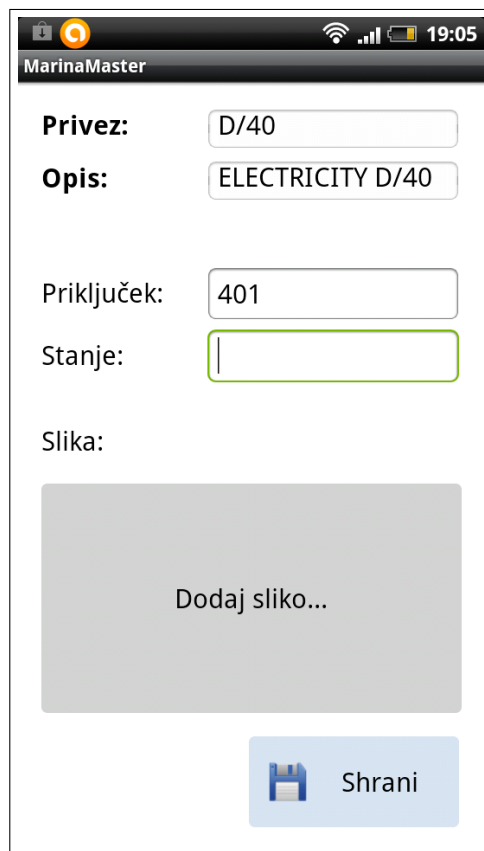 19:05
MarinaMaster
Privez: D/40
Opis: ELECTRICITY D/40
Priključek: 401
Stanje:
Slika:
Dodaj sliko...
Shrani